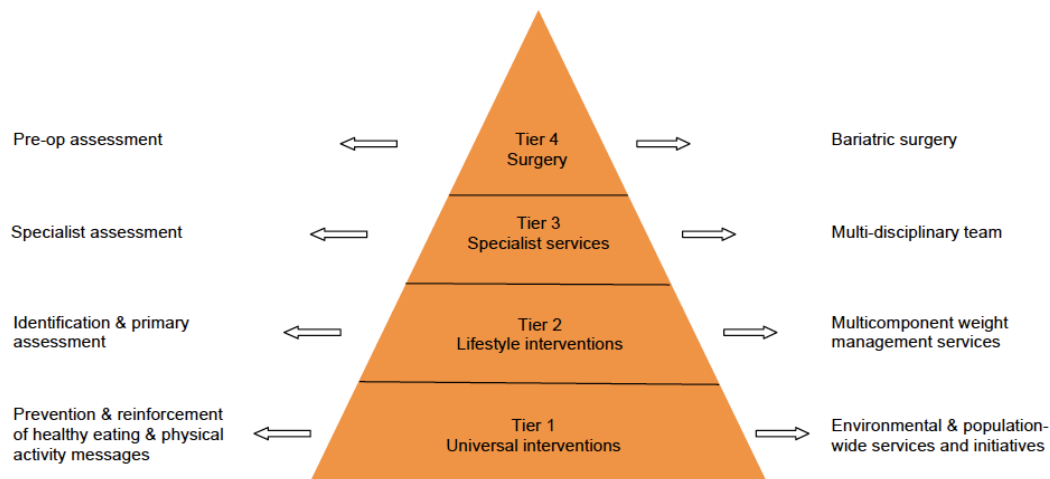 Pre-op assessment
Tier 4
Surgery
Bariatric surgery
Specialist assessment
Tier 3
Specialist services
Multi-disciplinary team
Identification & primary
assessment
Tier 2
Lifestyle interventions
Multicomponent weight
management services
Prevention & reinforcement
of healthy eating & physical
activity messages
Tier 1
Universal interventions
Environmental & population-
wide services and initiatives